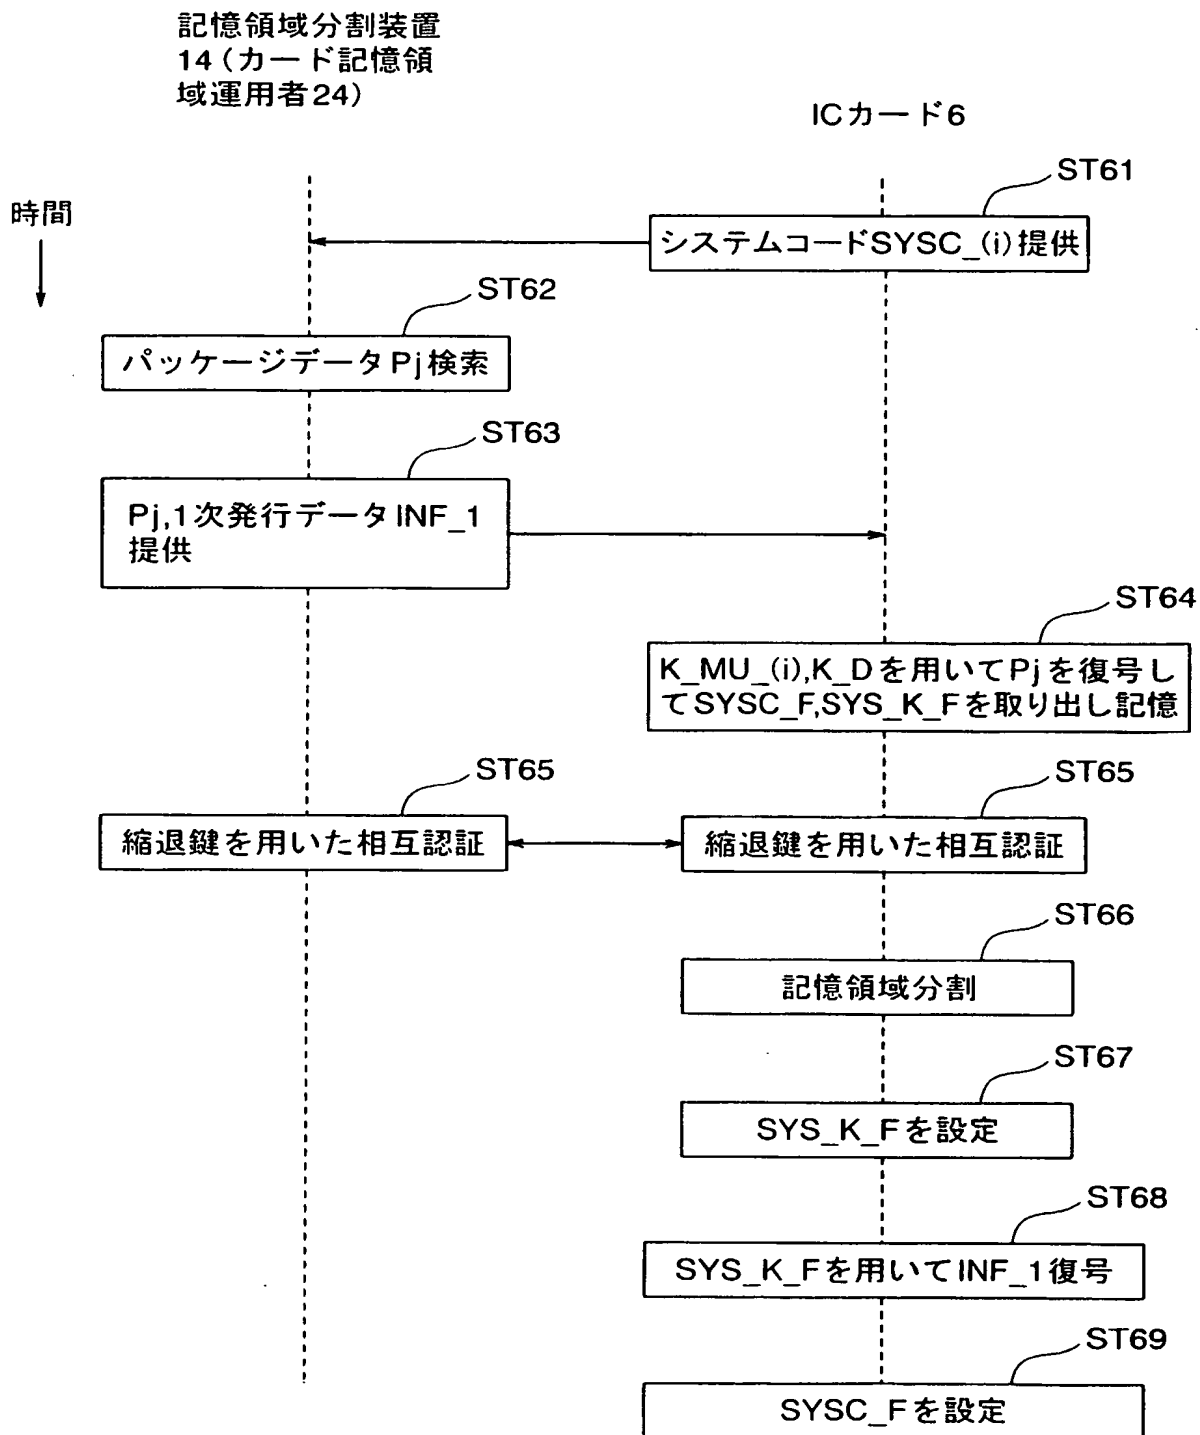 記憶領域分割装置
14(カード記憶領
域運用者24)
ICカード6
時間
ST61
システムコードSYSC_(i)提供
ST62
パッケージデータPj検索
ST63
Pj,1次発行データINF_1
提供
ST64
K_MU_(i),K_Dを用いてPjを復号し
てSYSC_F,SYS_K_Fを取り出し記憶
ST65
縮退鍵を用いた相互認証
ST65
縮退鍵を用いた相互認証
ST66
記憶領域分割
ST67
SYS_K_Fを設定
ST68
SYS_K_Fを用いてINF_1復号
ST69
SYSC_Fを設定